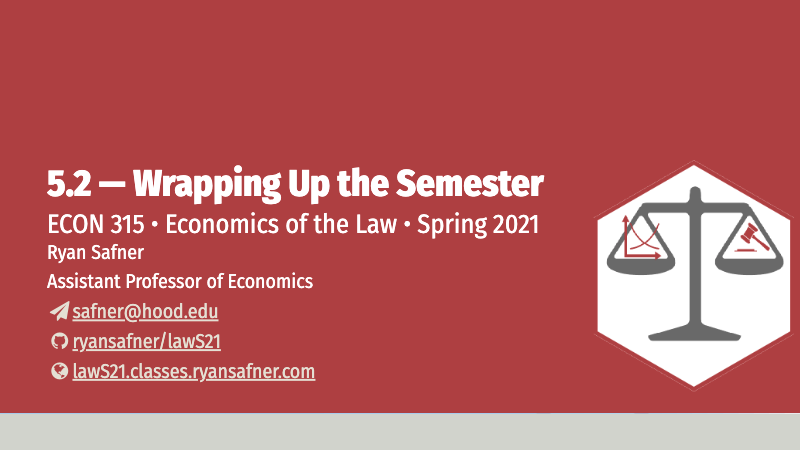 5.2 — Wrapping Up the Semester
ECON 315 • Economics of the Law • Spring 2021
Ryan Safner
Assistant Professor of Economics
safner@hood.edu
ryansafner/lawS21
lawS21.classes.ryansafner.com